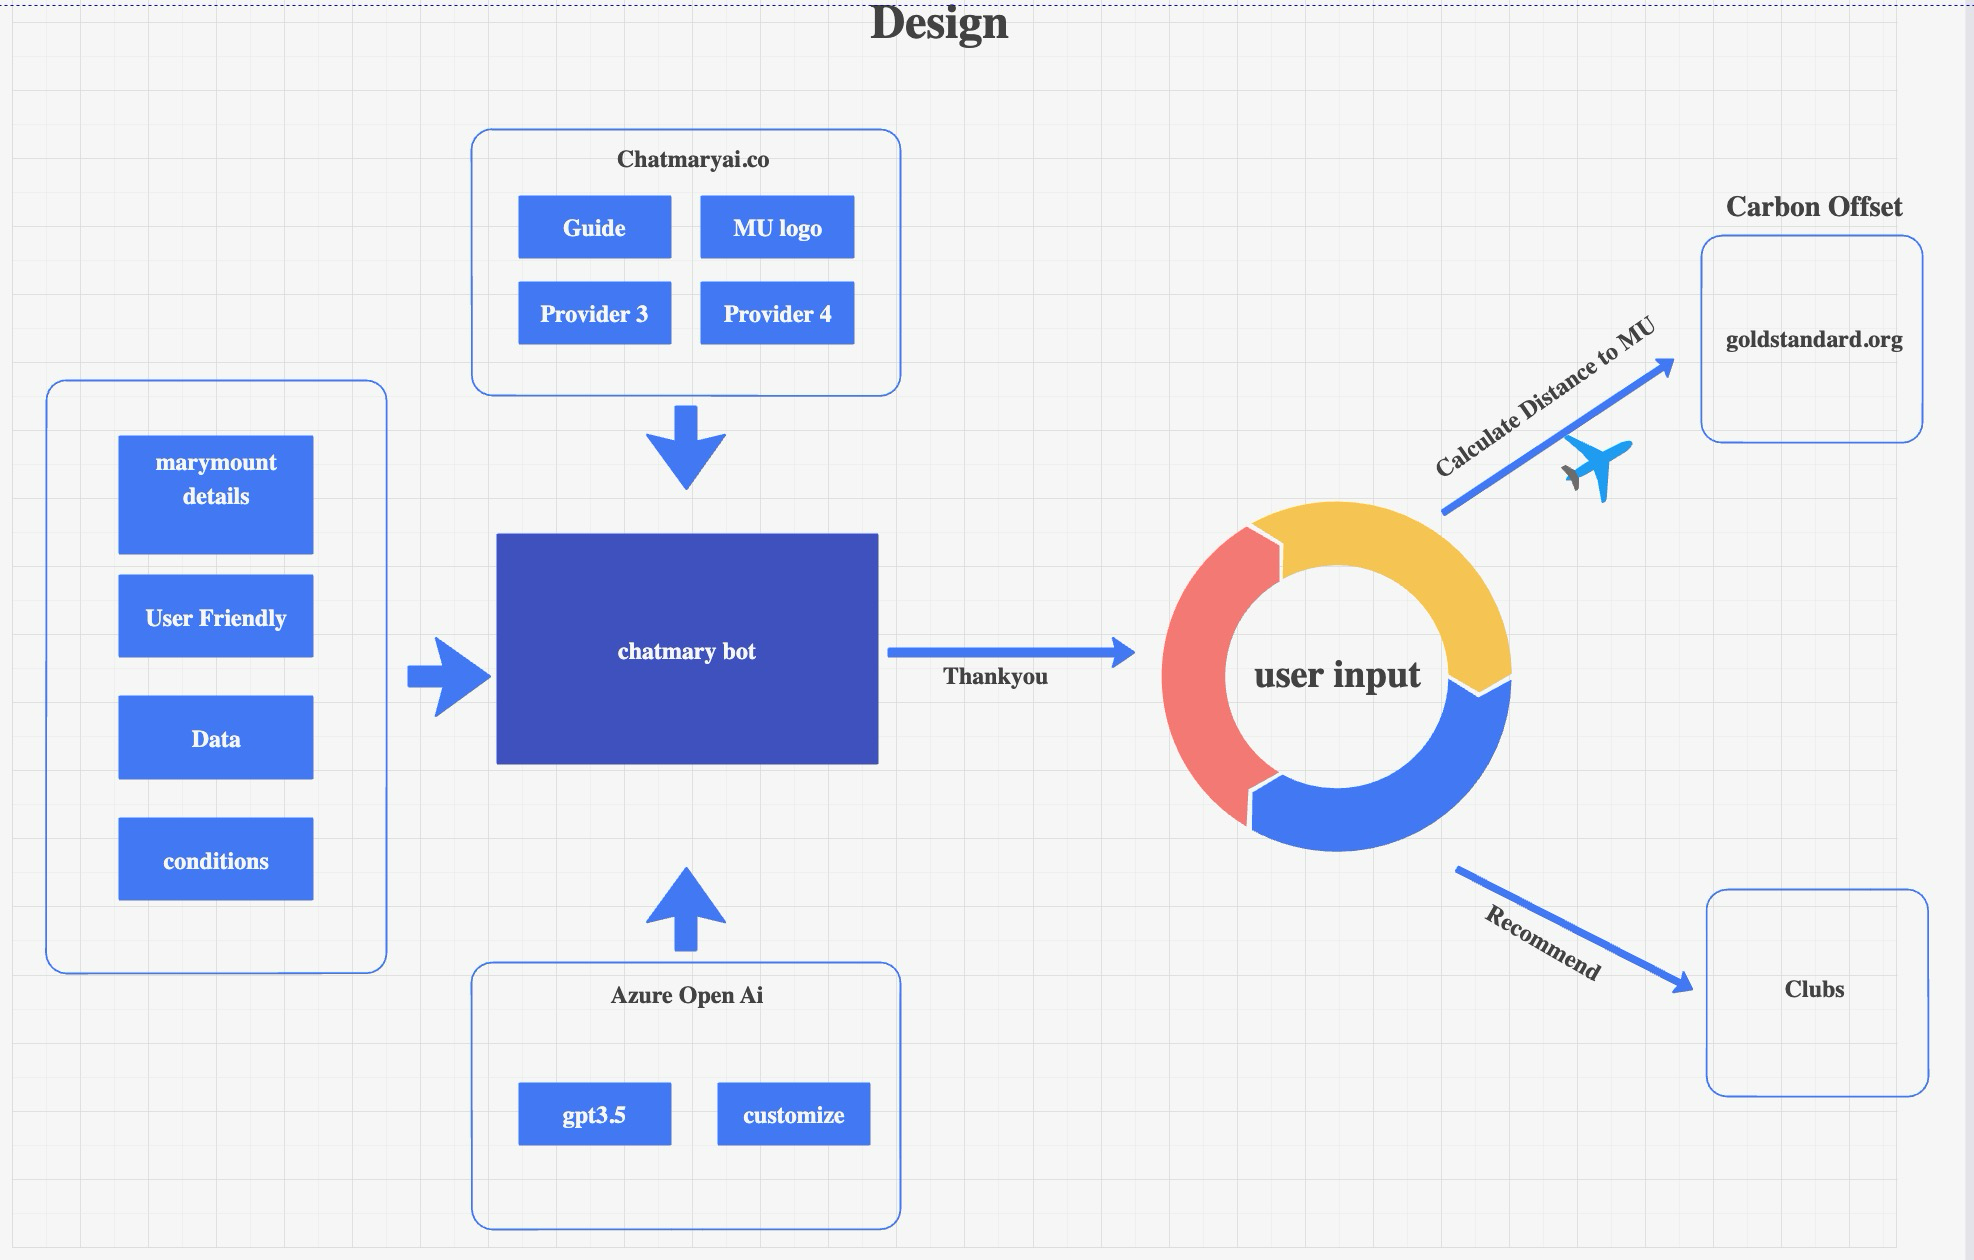 Design
Chatmaryai.co
Guide
MU logo
Provider 3
Provider 4
marymount
details
User Friendly
Data
conditions
chatmary bot
Thankyou
Azure Open Ai
gpt3.5
customize
user input
Calculate Distance to MU
Carbon Offset
goldstandard.org
Recommend
Clubs